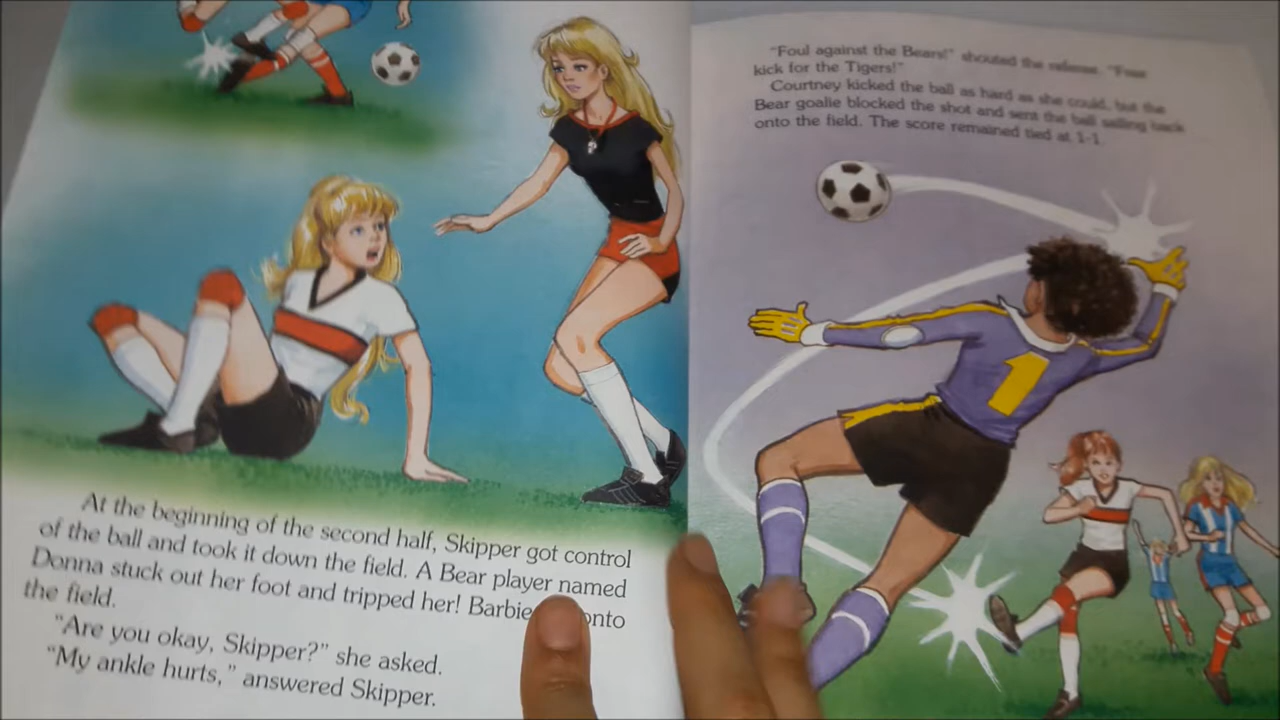 At the beginning of the second half, Skipper got control
of the ball and took it down the field. A Bear player named
Donna stuck out her foot and tripped her! Barbie onto
the field.
"Are you okay, Skipper?" she asked.
"My ankle hurts," answered Skipper.
"Foul against the Bears!" shouted the referee. "Free
kick for the Tigers!"
Courtney kicked the ball as hard as she could, but the
Bear goalie blocked the shot and sent the ball sailing back
onto the field. The score remained tied at 1-1.
1